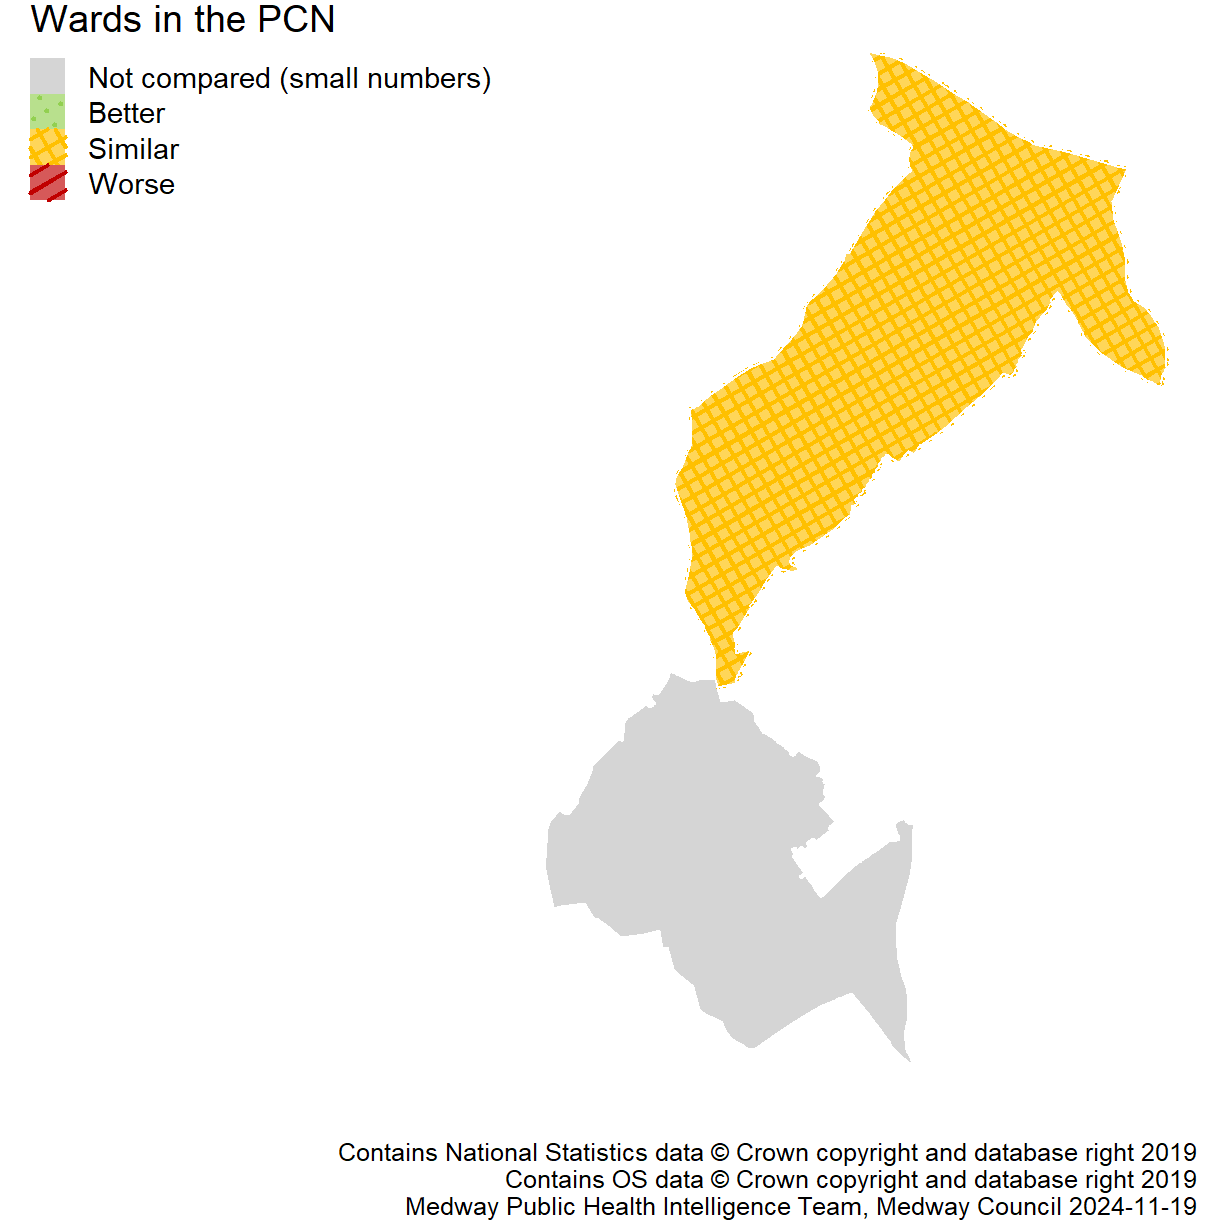 Wards in the PCN
Not compared (small numbers)
Better
Similar
Worse
Contains National Statistics data © Crown copyright and database right 2019
Contains OS data © Crown copyright and database right 2019
Medway Public Health Intelligence Team, Medway Council 2024-11-19